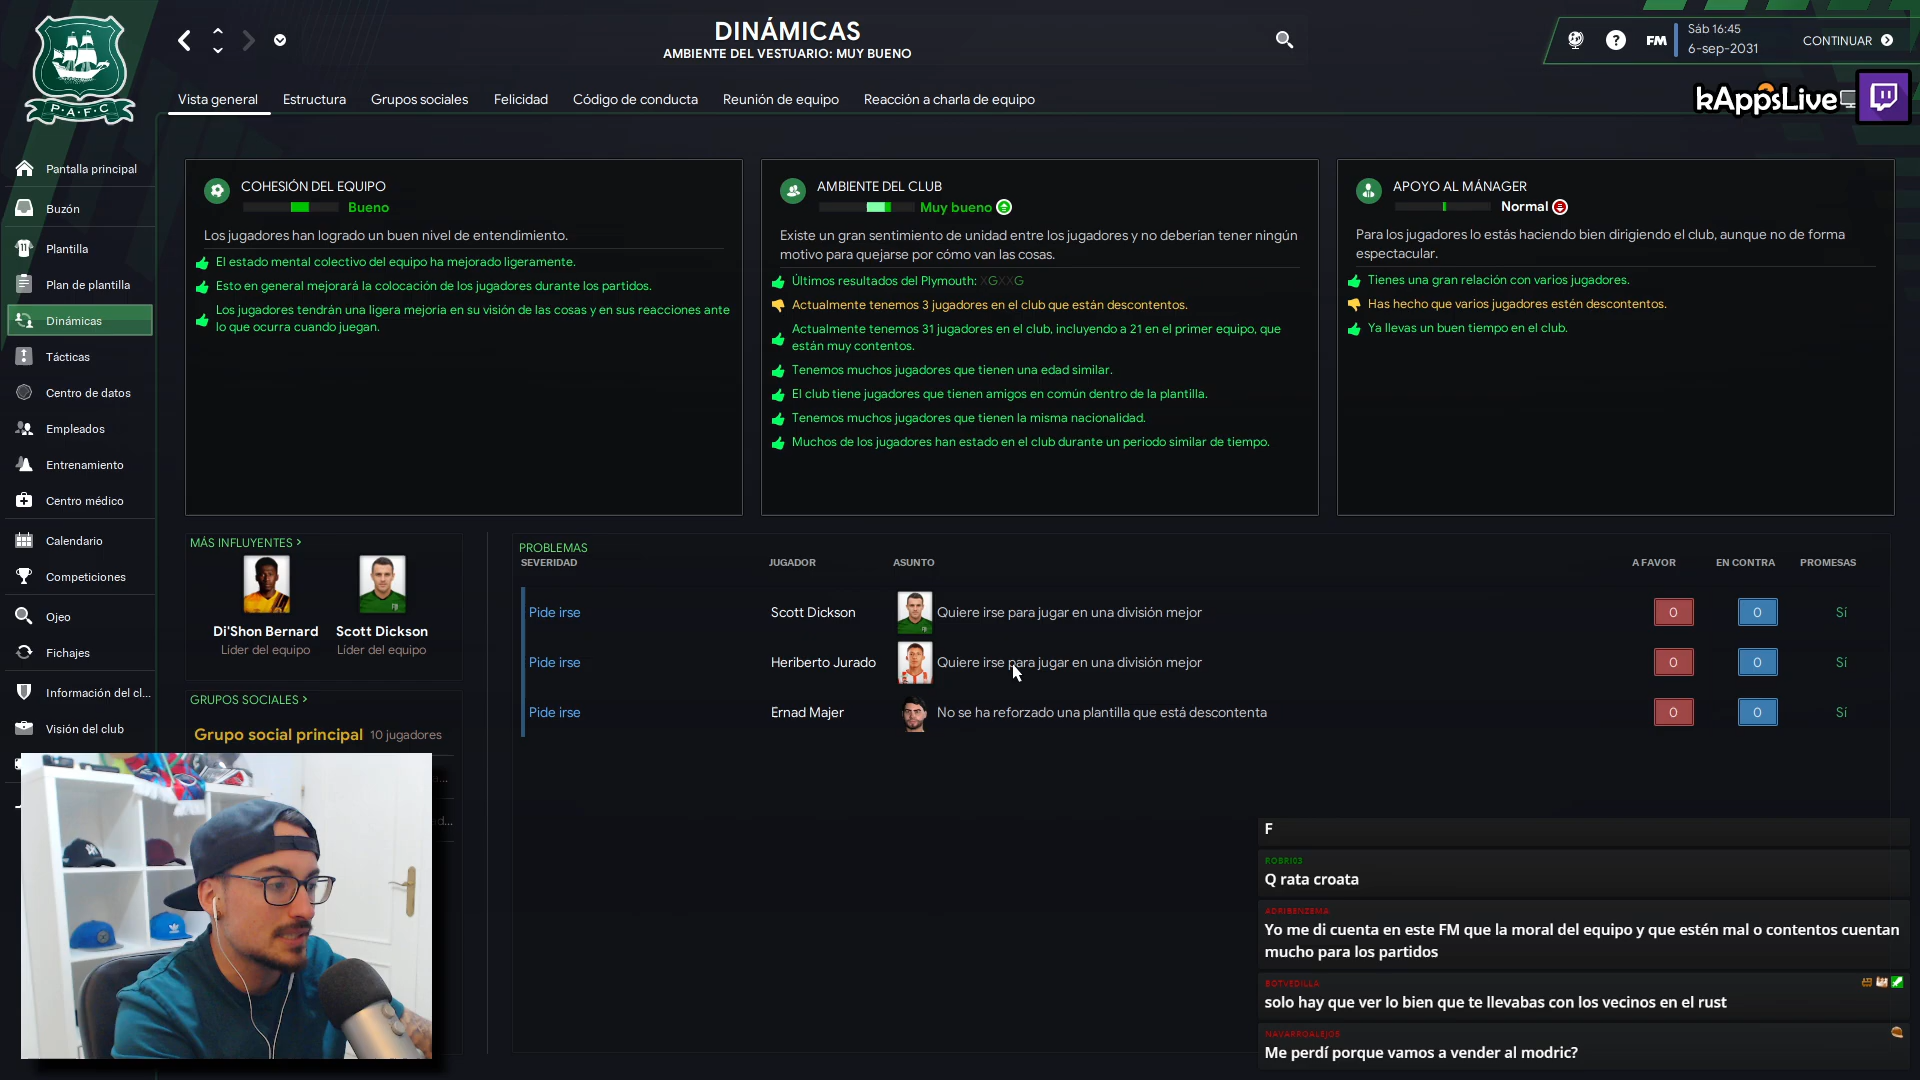 DINÁMICAS
AMBIENTE DEL VESTUARIO: MUY BUENO
Sáb 16:45
6-sep-2031
FM
CONTINUAR
P.A.F.C
kAppsLive
Vista general
Estructura
Grupos sociales
Felicidad
Código de conducta
Reunión de equipo
Reacción a charla de equipo
Pantalla principal
Buzón
Plantilla
Plan de plantilla
Dinámicas
Tácticas
Centro de datos
Empleados
Entrenamiento
Centro médico
Calendario
Competiciones
Ojeo
Fichajes
Información del cl...
Visión del club
COHESIÓN DEL EQUIPO
Bueno
Los jugadores han logrado un buen nivel de entendimiento.
El estado mental colectivo del equipo ha mejorado ligeramente.
Esto en general mejorará la colocación de los jugadores durante los partidos.
Los jugadores tendrán una ligera mejoría en su visión de las cosas y en sus reacciones ante
lo que ocurra cuando juegan.
AMBIENTE DEL CLUB
Muy bueno
Existe un gran sentimiento de unidad entre los jugadores y no deberían tener ningún
motivo para quejarse por cómo van las cosas.
Últimos resultados del Plymouth: XGXXG
Actualmente tenemos 3 jugadores en el club que están descontentos.
Actualmente tenemos 31 jugadores en el club, incluyendo a 21 en el primer equipo, que
están muy contentos.
Tenemos muchos jugadores que tienen una edad similar.
El club tiene jugadores que tienen amigos en común dentro de la plantilla.
Tenemos muchos jugadores que tienen la misma nacionalidad.
Muchos de los jugadores han estado en el club durante un periodo similar de tiempo.
APOYO AL MÁNAGER
Normal
Para los jugadores lo estás haciendo bien dirigiendo el club, aunque no de forma
espectacular.
Tienes una gran relación con varios jugadores.
Has hecho que varios jugadores estén descontentos.
Ya llevas un buen tiempo en el club.
MÁS INFLUYENTES >
Di'Shon Bernard
Líder del equipo
Scott Dickson
Líder del equipo
GRUPOS SOCIALES >
Grupo social principal 10 jugadores
PROBLEMAS
SEVERIDAD JUGADOR ASUNTO A FAVOR EN CONTRA PROMESAS
Pide irse Scott Dickson Quiere irse para jugar en una división mejor 0 0 Sí
Pide irse Heriberto Jurado Quiere irse para jugar en una división mejor 0 0 Sí
Pide irse Ernad Majer No se ha reforzado una plantilla que está descontenta 0 0 Sí
F
ROBRI03
Q rata croata
ADRIBENZEMA
Yo me di cuenta en este FM que la moral del equipo y que estén mal o contentos cuentan
mucho para los partidos
BOTVEDILLA
solo hay que ver lo bien que te llevabas con los vecinos en el rust
NAVARROALEJOS
Me perdí porque vamos a vender al modric?